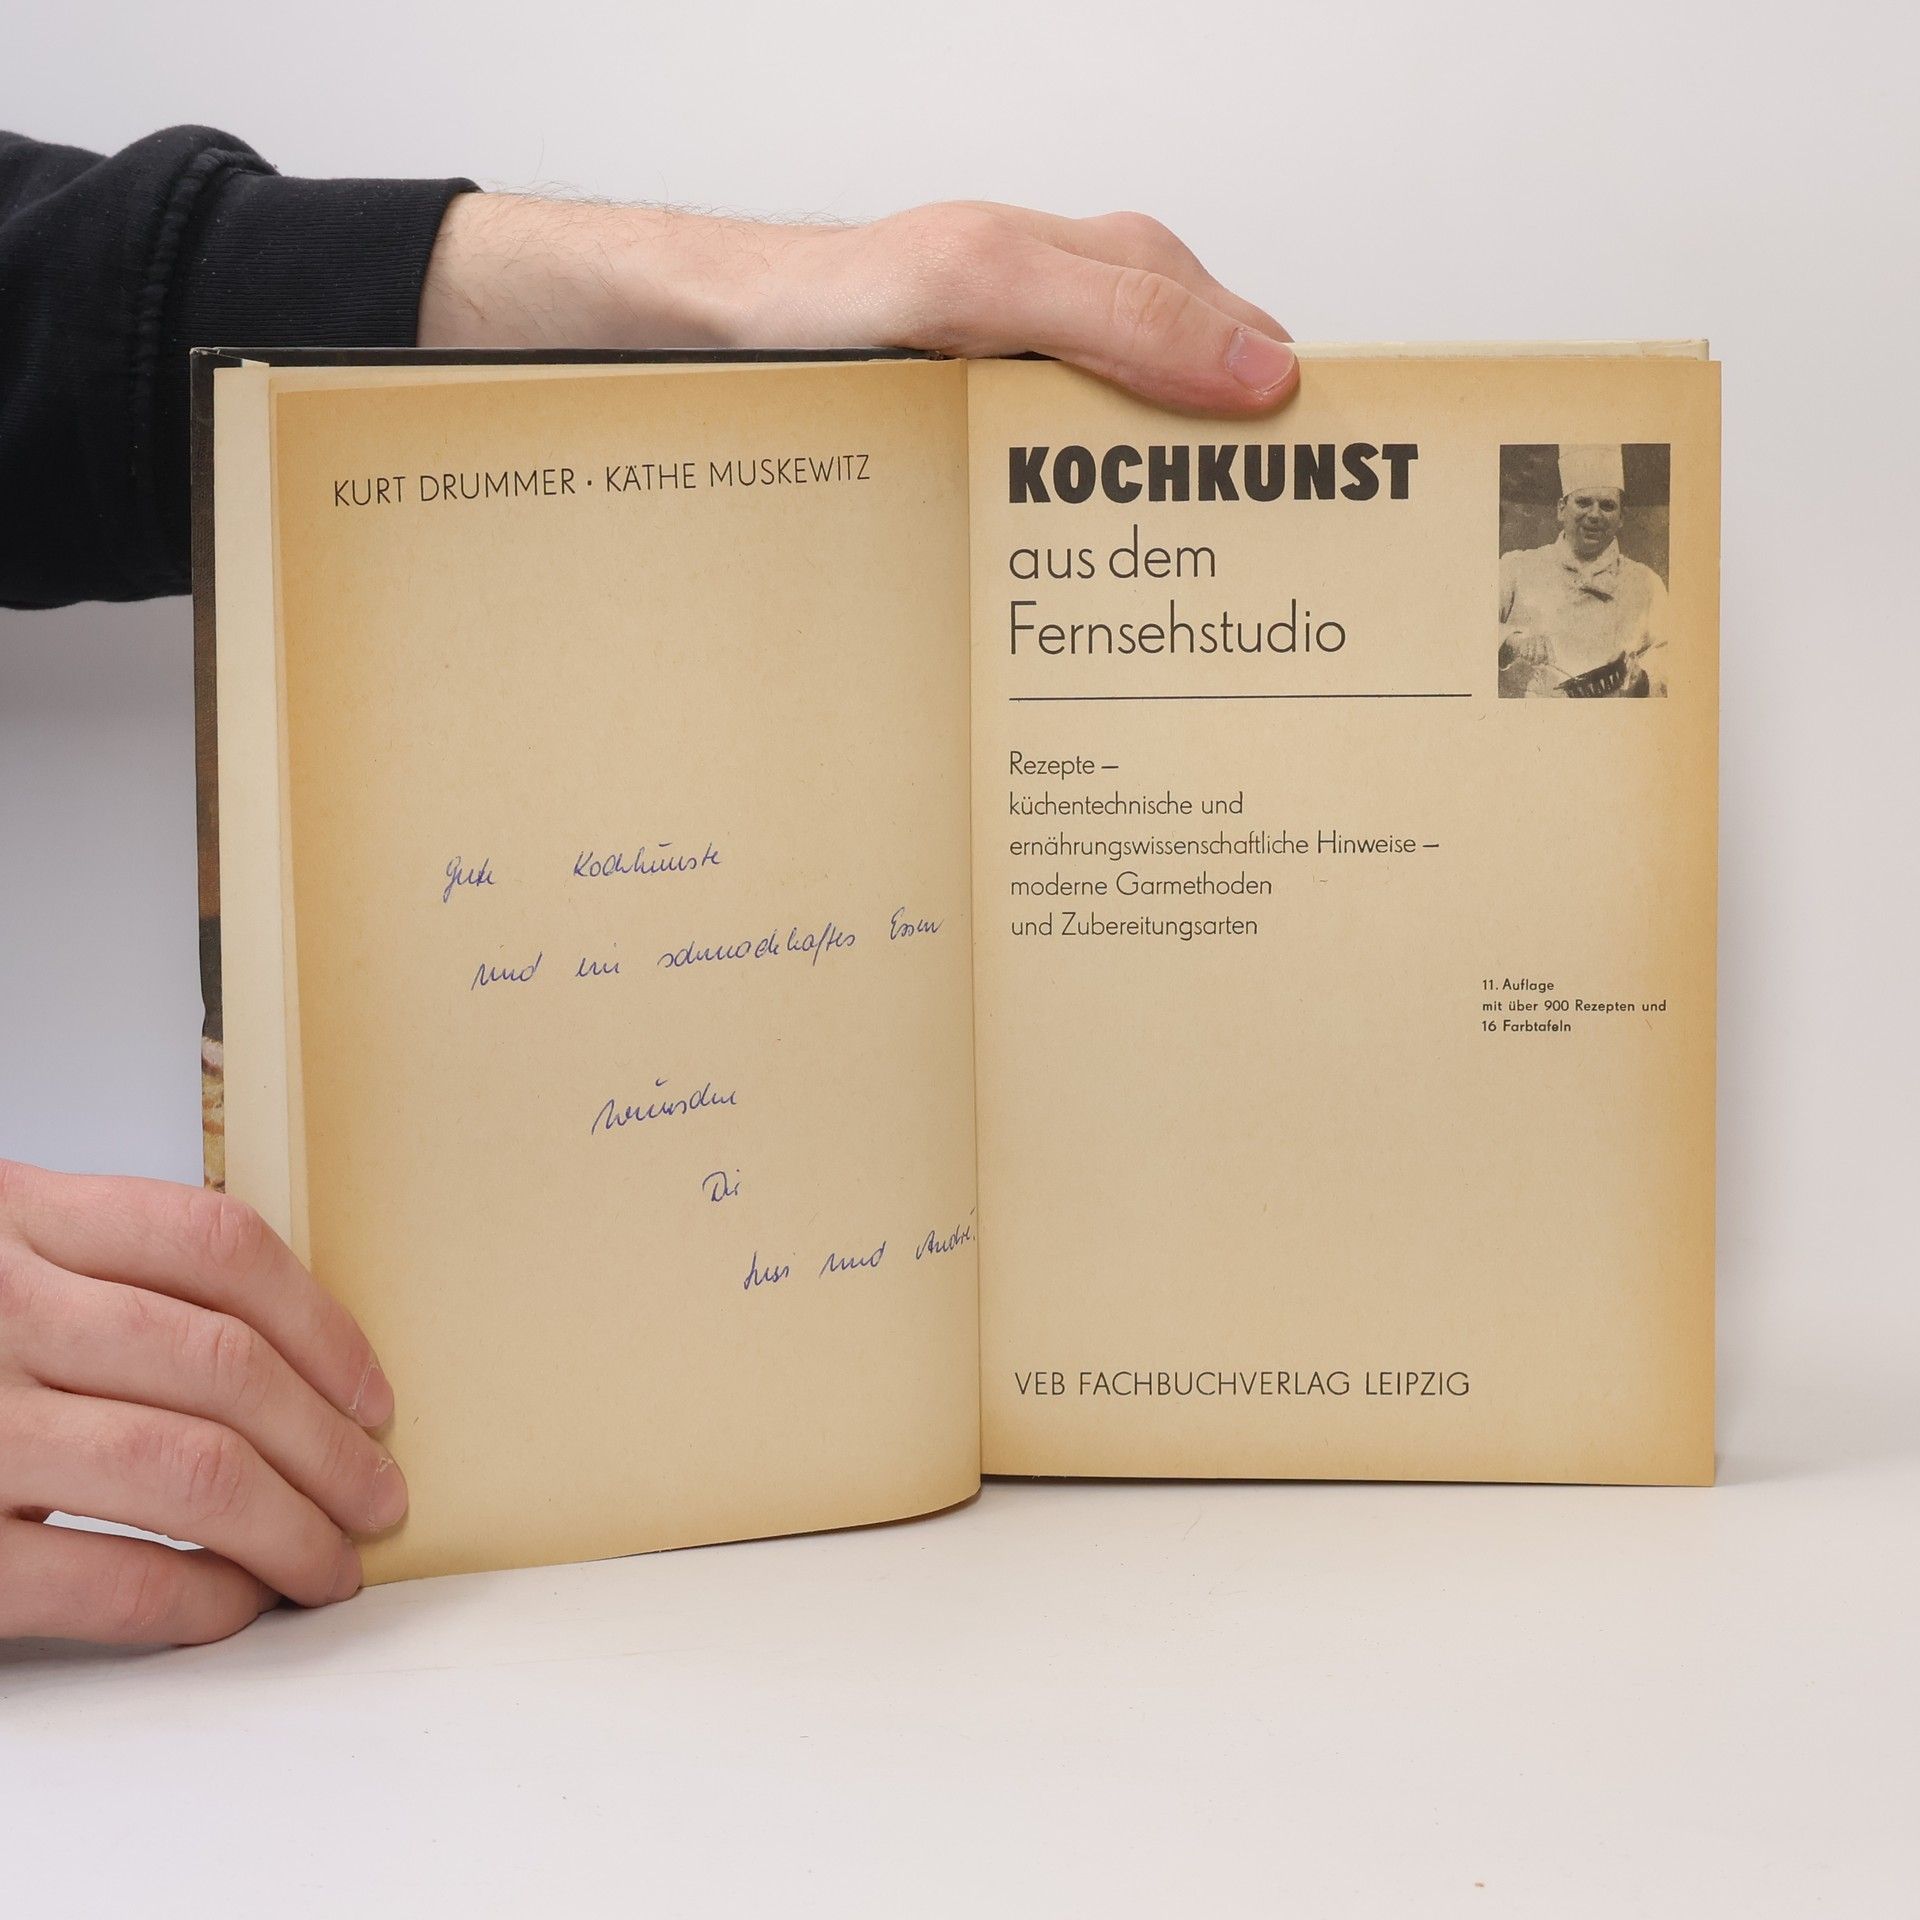 KURT DRUMMER · KÄTHE MUSKEWITZ
Gute Kochkünste
und ein schmackhaftes Essen
wünschen
Dir
und André.
KOCHKUNST
aus dem
Fernsehstudio
Rezepte –
küchentechnische und
ernährungswissenschaftliche Hinweise –
moderne Garmethoden
und Zubereitungsarten
11. Auflage
mit über 900 Rezepten und
16 Farbtafeln
VEB FACHBUCHVERLAG LEIPZIG